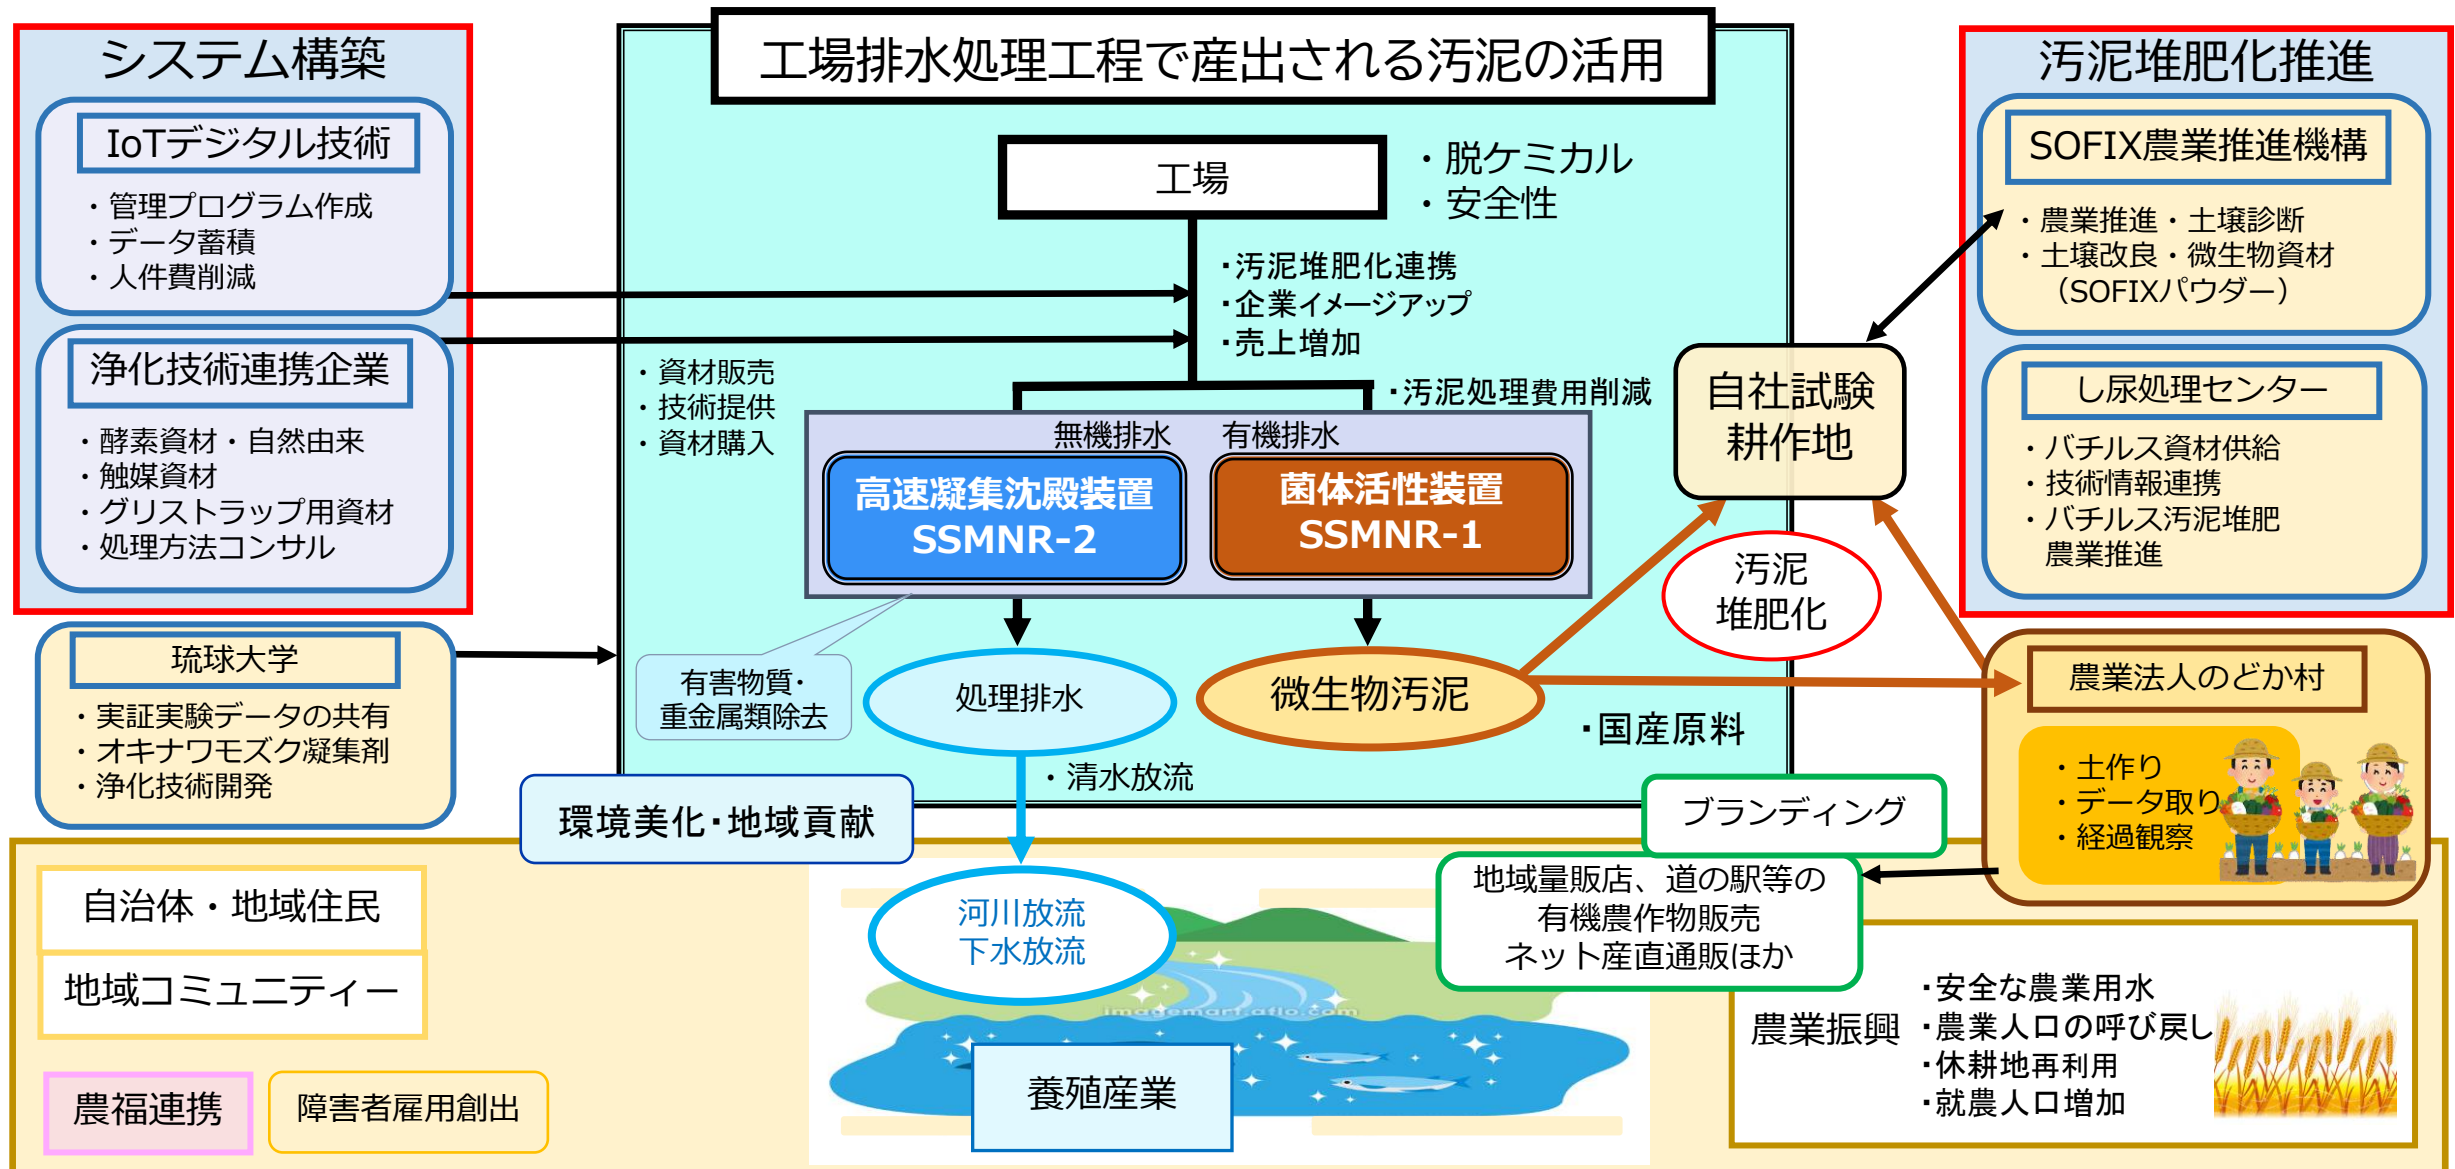 システム構築
IoTデジタル技術
・管理プログラム作成
・データ蓄積
・人件費削減
浄化技術連携企業
・酵素資材・自然由来
・触媒資材
・グリストラップ用資材
・処理方法コンサル
琉球大学
・実証実験データの共有
・オキナワモズク凝集剤
・浄化技術開発
工場排水処理工程で産出される汚泥の活用
工場
・脱ケミカル
・安全性
・汚泥堆肥化連携
・企業イメージアップ
・売上増加
・資材販売
・技術提供
・資材購入
・汚泥処理費用削減
無機排水
有機排水
高速凝集沈殿装置
SSMNR-2
菌体活性装置
SSMNR-1
有害物質・
重金属類除去
処理排水
微生物汚泥
・国産原料
・清水放流
自社試験
耕作地
汚泥
堆肥化
汚泥堆肥化推進
SOFIX農業推進機構
・農業推進・土壌診断
・土壌改良・微生物資材
（SOFIXパウダー）
し尿処理センター
・バチルス資材供給
・技術情報連携
・バチルス汚泥堆肥
農業推進
農業法人のどか村
・土作り
・データ取り
・経過観察
環境美化・地域貢献
ブランディング
地域量販店、道の駅等の
有機農作物販売
ネット産直通販ほか
自治体・地域住民
地域コミュニティー
農福連携
障害者雇用創出
河川放流
下水放流
imagemart.aflo.com
養殖産業
農業振興
・安全な農業用水
・農業人口の呼び戻し
・休耕地再利用
・就農人口増加